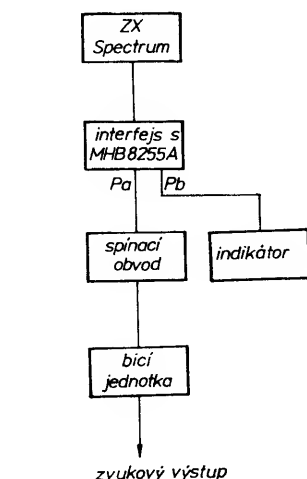 ZX
Spectrum
interfejs s
MHB8255A
Pa
Pb
spínací
obvod
indikátor
bicí
jednotka
zvukový výstup